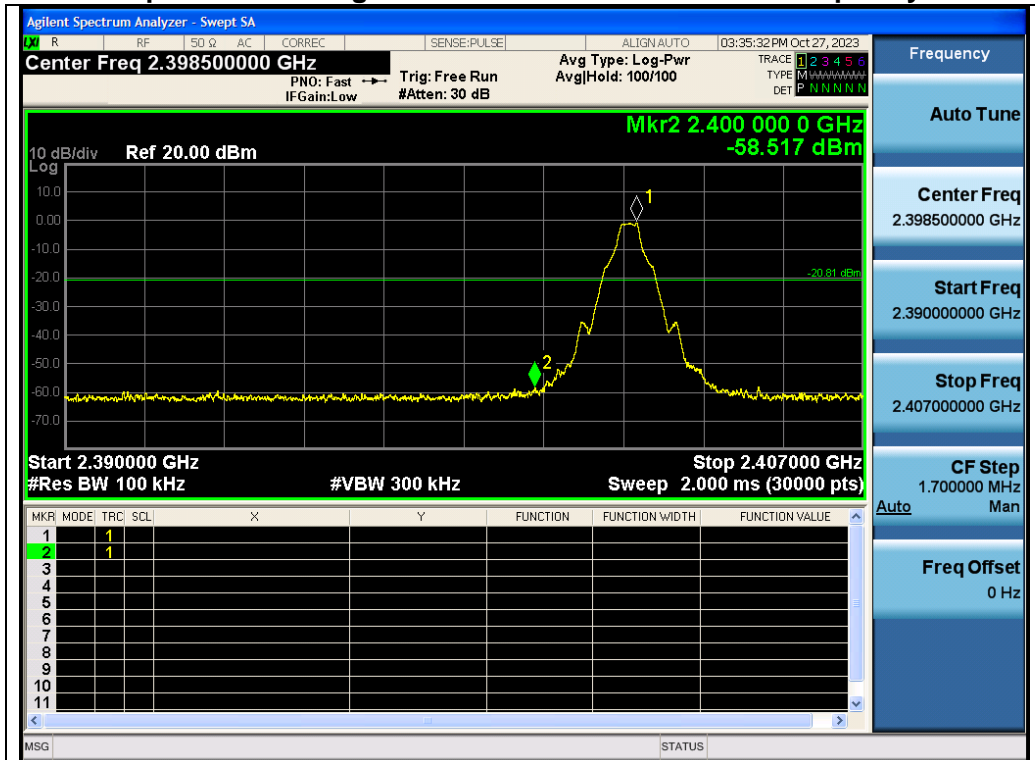 Agilent Spectrum Analyzer - Swept SA
LXI R RF 50 Ω AC CORREC SENSE:PULSE ALIGN AUTO 03:35:32 PM Oct 27, 2023
Center Freq 2.398500000 GHz
PNO: Fast
IFGain:Low
Trig: Free Run
#Atten: 30 dB
Avg Type: Log-Pwr
Avg|Hold: 100/100
TRACE 1 2 3 4 5 6
TYPE M WWWWW
DET P N N N N N
Mkr2 2.400 000 0 GHz
-58.517 dBm
10 dB/div Ref 20.00 dBm
Log
10.0
0.00
-10.0
-20.0
-30.0
-40.0
-50.0
-60.0
-70.0
1
2
-20.81 dBm
Start 2.390000 GHz Stop 2.407000 GHz
#Res BW 100 kHz #VBW 300 kHz Sweep 2.000 ms (30000 pts)
MKR MODE TRC SCL X Y FUNCTION FUNCTION WIDTH FUNCTION VALUE
1 1
2 1
3
4
5
6
7
8
9
10
11
MSG STATUS
Frequency
Auto Tune
Center Freq
2.398500000 GHz
Start Freq
2.390000000 GHz
Stop Freq
2.407000000 GHz
CF Step
1.700000 MHz
Auto Man
Freq Offset
0 Hz